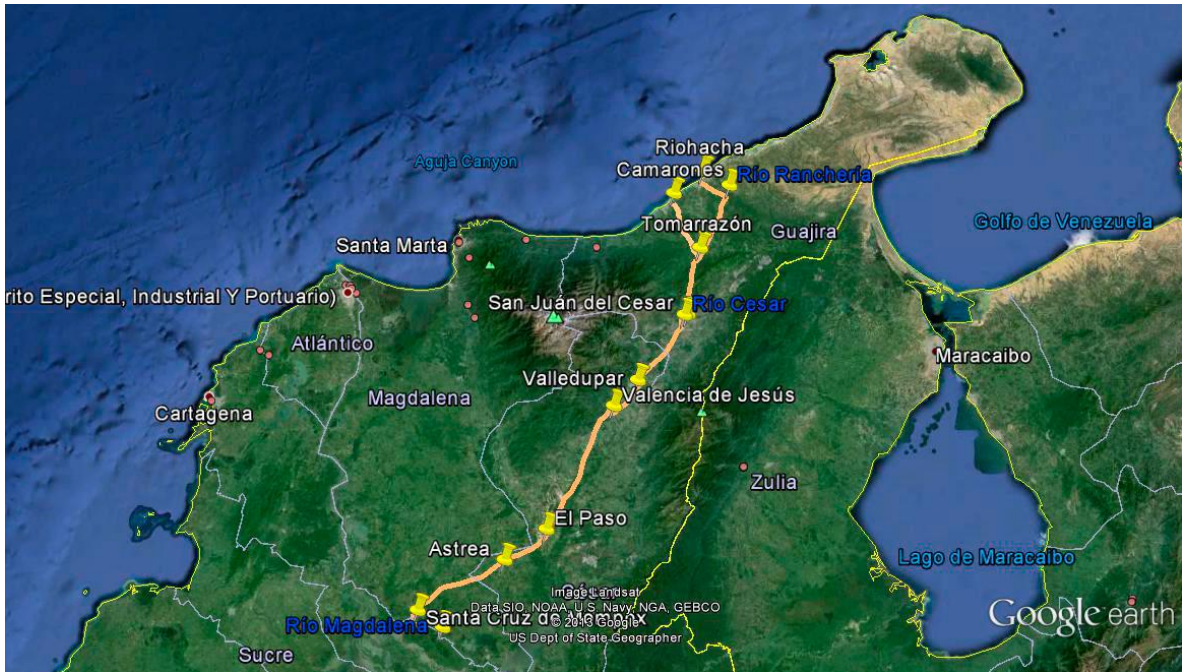 Riohacha
Aguja Canyon
Camarones
Río Ranchería
Tomarrazón
Guajira
Golfo de Venezuela
Santa Marta
rito Especial, Industrial Y Portuario)
San Juán del Cesar
Río Cesar
Atlántico
Maracaibo
Valledupar
Magdalena
Valencia de Jesús
Cartagena
Zulia
El Paso
Astrea
Lago de Maracaibo
Image Landsat
Data SIO, NOAA, U.S. Navy, NGA, GEBCO
Santa Cruz de Mompox
© 2013 Google
Río Magdalena
US Dept of State Geographer
Sucre
Google earth